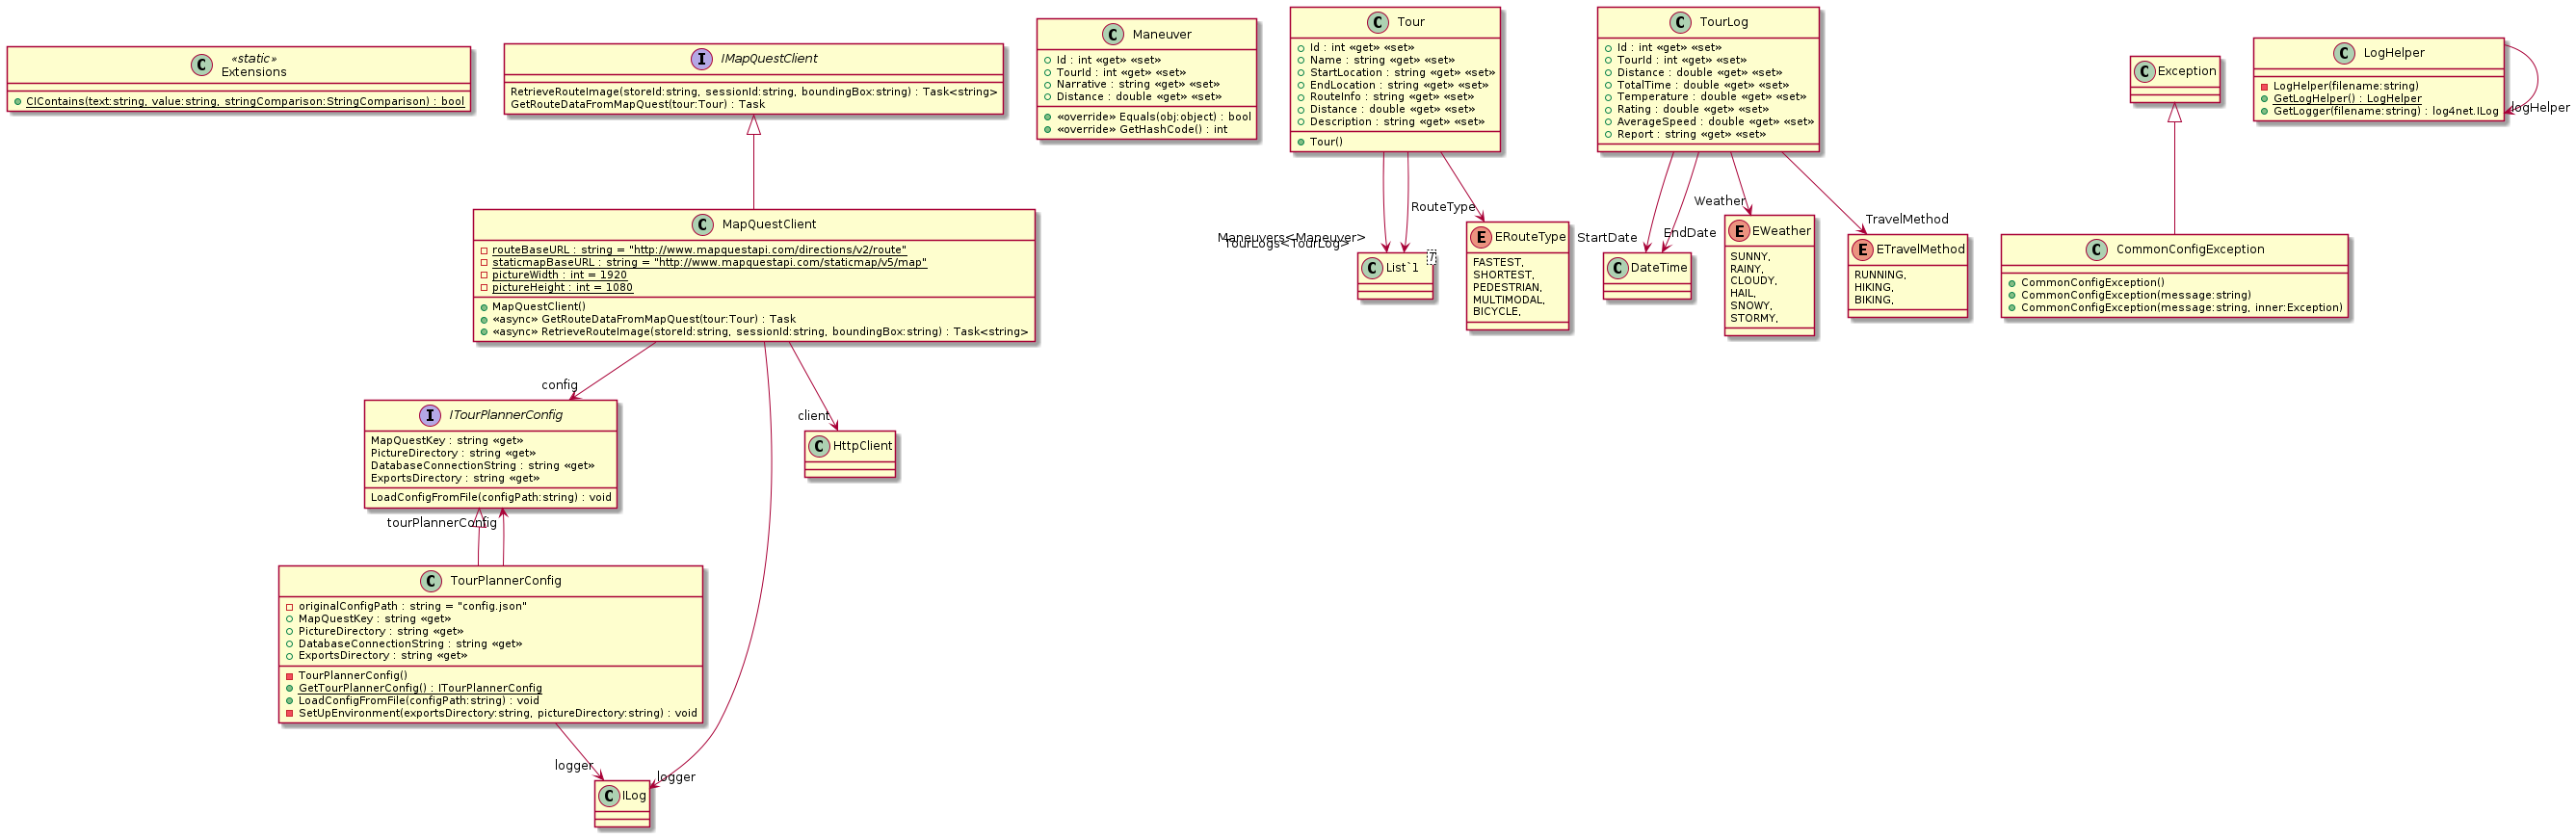 «static»
Extensions
CIContains(text:string, value:string, stringComparison:StringComparison) : bool
IMapQuestClient
RetrieveRouteImage(storeId:string, sessionId:string, boundingBox:string) : Task<string>
GetRouteDataFromMapQuest(tour:Tour) : Task
Maneuver
Id : int «get» «set»
TourId : int «get» «set»
Narrative : string «get» «set»
Distance : double «get» «set»
«override» Equals(obj:object) : bool
«override» GetHashCode() : int
Tour
Id : int «get» «set»
Name : string «get» «set»
StartLocation : string «get» «set»
EndLocation : string «get» «set»
RouteInfo : string «get» «set»
Distance : double «get» «set»
Description : string «get» «set»
Tour()
TourLog
Id : int «get» «set»
TourId : int «get» «set»
Distance : double «get» «set»
TotalTime : double «get» «set»
Temperature : double «get» «set»
Rating : double «get» «set»
AverageSpeed : double «get» «set»
Report : string «get» «set»
Exception
LogHelper
LogHelper(filename:string)
GetLogHelper() : LogHelper
GetLogger(filename:string) : log4net.ILog
logHelper
MapQuestClient
routeBaseURL : string = "http://www.mapquestapi.com/directions/v2/route"
staticmapBaseURL : string = "http://www.mapquestapi.com/staticmap/v5/map"
pictureWidth : int = 1920
pictureHeight : int = 1080
MapQuestClient()
«async» GetRouteDataFromMapQuest(tour:Tour) : Task
«async» RetrieveRouteImage(storeId:string, sessionId:string, boundingBox:string) : Task<string>
Maneuvers<Maneuver>
TourLogs<TourLog>
RouteType
List`1
T
ERouteType
FASTEST,
SHORTEST,
PEDESTRIAN,
MULTIMODAL,
BICYCLE,
StartDate
EndDate
Weather
TravelMethod
DateTime
EWeather
SUNNY,
RAINY,
CLOUDY,
HAIL,
SNOWY,
STORMY,
ETravelMethod
RUNNING,
HIKING,
BIKING,
CommonConfigException
CommonConfigException()
CommonConfigException(message:string)
CommonConfigException(message:string, inner:Exception)
config
client
ITourPlannerConfig
MapQuestKey : string «get»
PictureDirectory : string «get»
DatabaseConnectionString : string «get»
ExportsDirectory : string «get»
LoadConfigFromFile(configPath:string) : void
HttpClient
tourPlannerConfig
TourPlannerConfig
originalConfigPath : string = "config.json"
MapQuestKey : string «get»
PictureDirectory : string «get»
DatabaseConnectionString : string «get»
ExportsDirectory : string «get»
TourPlannerConfig()
GetTourPlannerConfig() : ITourPlannerConfig
LoadConfigFromFile(configPath:string) : void
SetUpEnvironment(exportsDirectory:string, pictureDirectory:string) : void
logger
logger
ILog